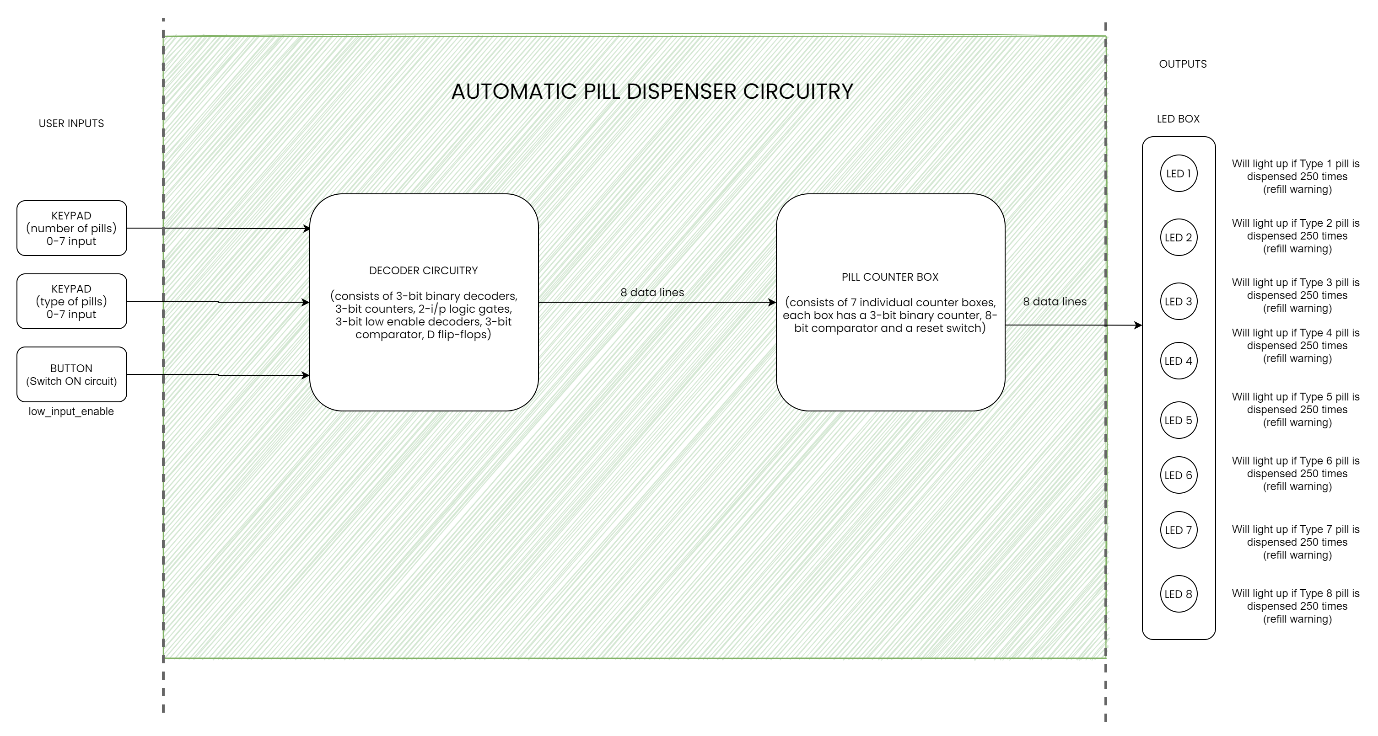 AUTOMATIC PILL DISPENSER CIRCUITRY
USER INPUTS
KEYPAD
(number of pills)
0-7 input
KEYPAD
(type of pills)
0-7 input
BUTTON
(Switch ON circuit)
low_input_enable
DECODER CIRCUITRY
(consists of 3-bit binary decoders,
3-bit counters, 2-i/p logic gates,
3-bit low enable decoders, 3-bit
comparator, D flip-flops)
8 data lines
PILL COUNTER BOX
(consists of 7 individual counter boxes,
each box has a 3-bit binary counter, 8-
bit comparator and a reset switch)
8 data lines
OUTPUTS
LED BOX
LED 1
Will light up if Type 1 pill is
dispensed 250 times
(refill warning)
LED 2
Will light up if Type 2 pill is
dispensed 250 times
(refill warning)
LED 3
Will light up if Type 3 pill is
dispensed 250 times
(refill warning)
LED 4
Will light up if Type 4 pill is
dispensed 250 times
(refill warning)
LED 5
Will light up if Type 5 pill is
dispensed 250 times
(refill warning)
LED 6
Will light up if Type 6 pill is
dispensed 250 times
(refill warning)
LED 7
Will light up if Type 7 pill is
dispensed 250 times
(refill warning)
LED 8
Will light up if Type 8 pill is
dispensed 250 times
(refill warning)